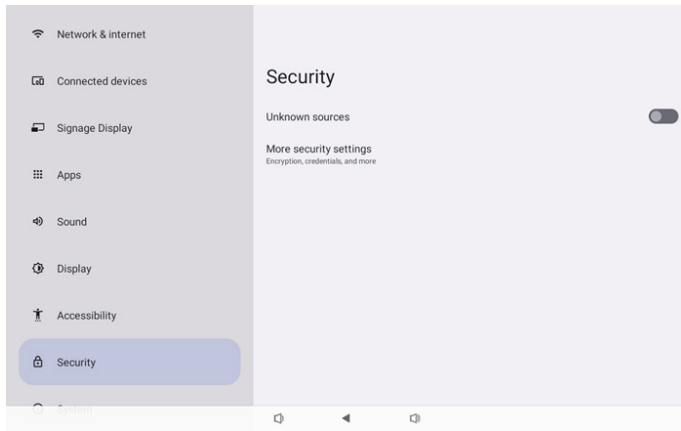 Network & internet
Connected devices
Signage Display
Apps
Sound
Display
Accessibility
Security
System
Security
Unknown sources
More security settings
Encryption, credentials, and more